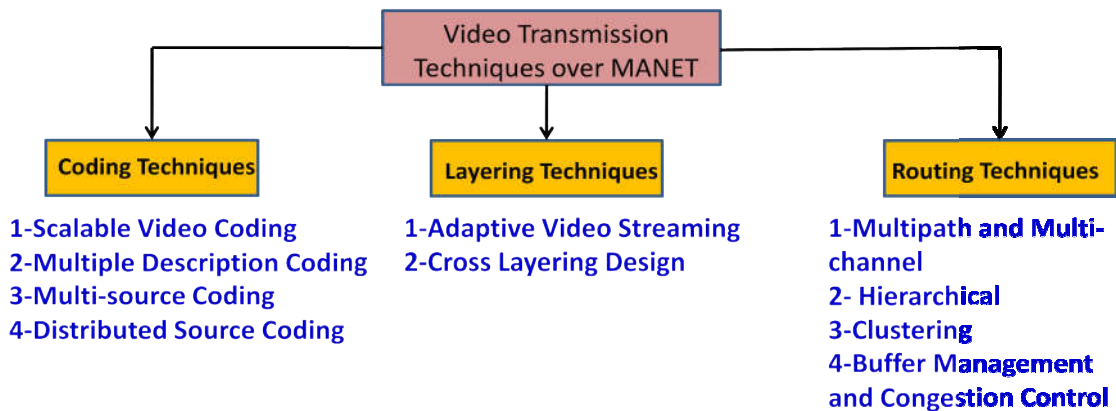 Video Transmission
Techniques over MANET
Coding Techniques
1-Scalable Video Coding
2-Multiple Description Coding
3-Multi-source Coding
4-Distributed Source Coding
Layering Techniques
1-Adaptive Video Streaming
2-Cross Layering Design
Routing Techniques
1-Multipath and Multi-
channel
2- Hierarchical
3-Clustering
4-Buffer Management
and Congestion Control